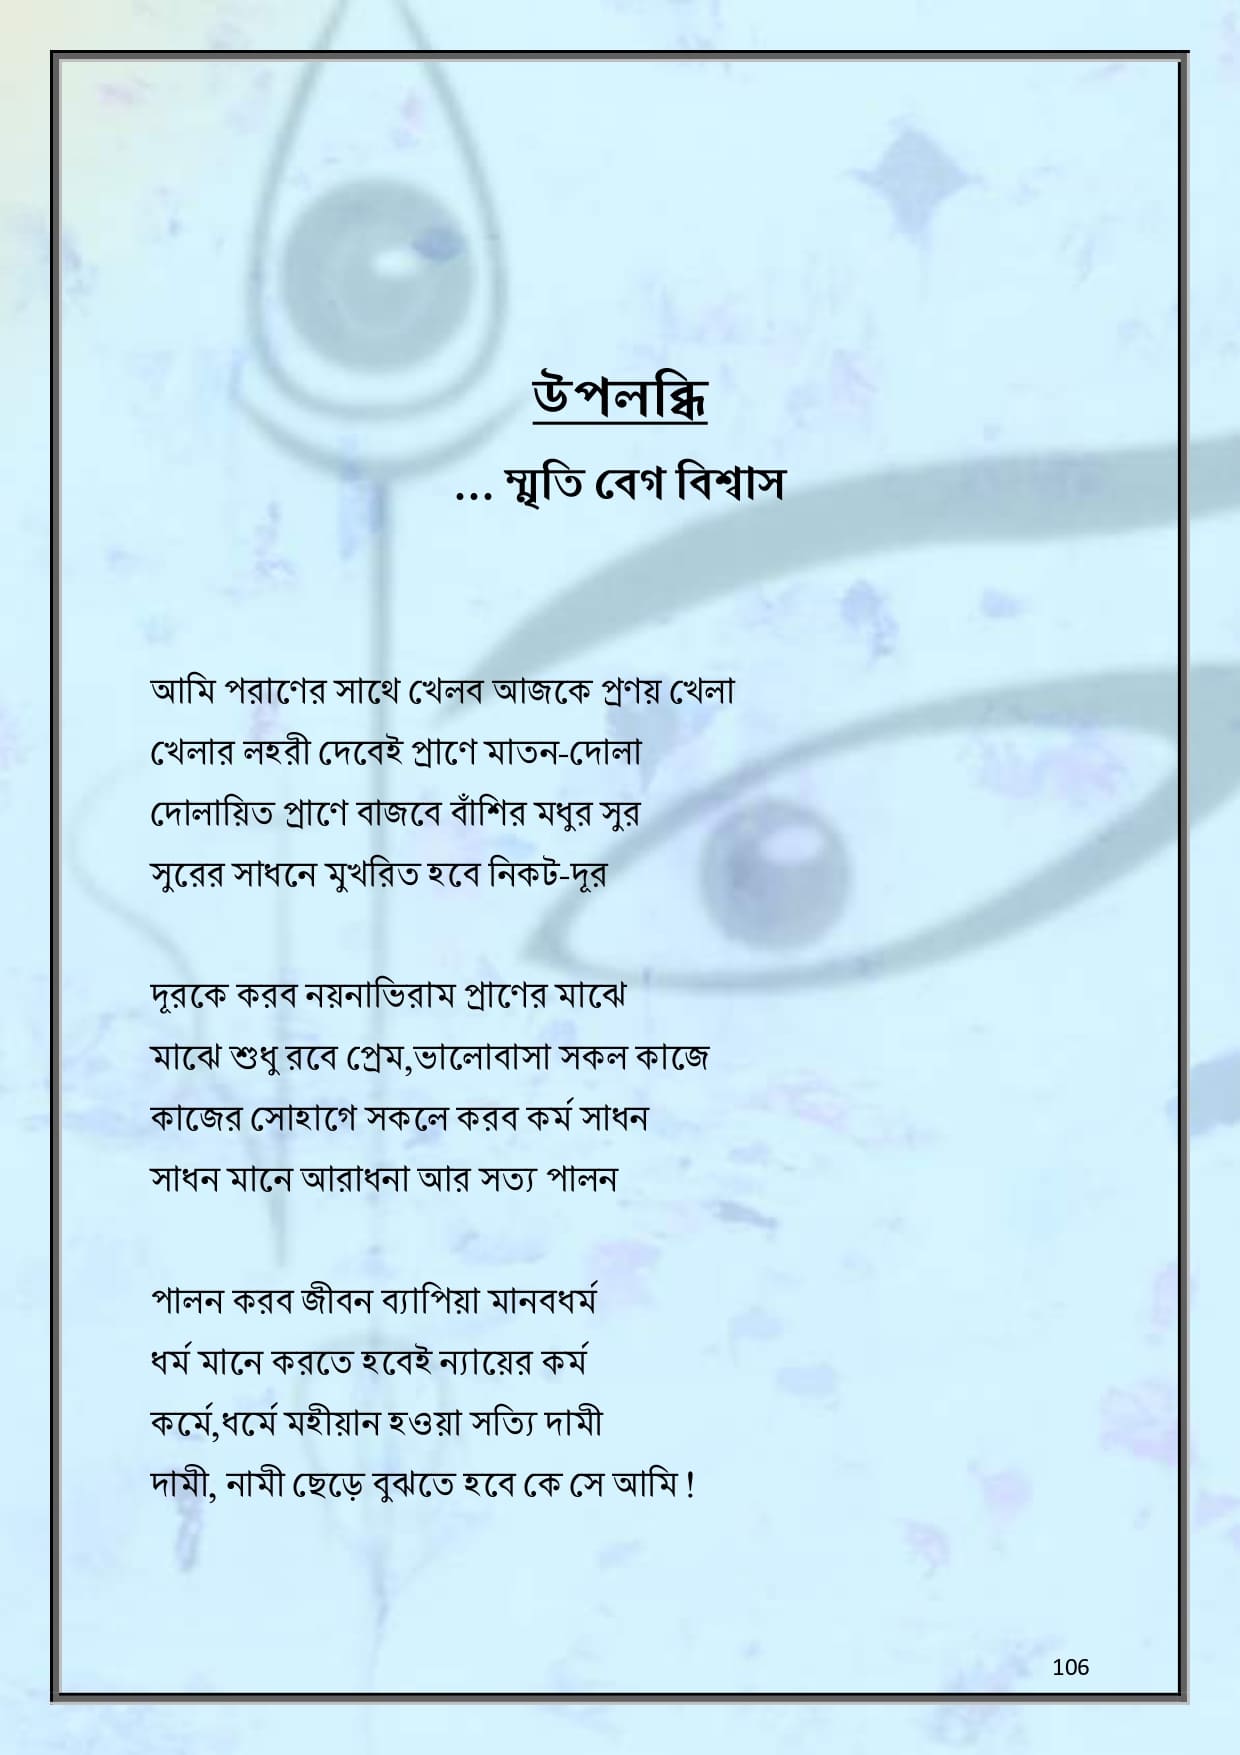 উপলব্ধি
... স্মৃতি বেগ বিশ্বাস
আমি পরাণের সাথে খেলব আজকে প্রণয় খেলা
খেলার লহরী দেবেই প্রাণে মাতন-দোলা
দোলায়িত প্রাণে বাজবে বাঁশির মধুর সুর
সুরের সাধনে মুখরিত হবে নিকট-দূর
দূরকে করব নয়নাভিরাম প্রাণের মাঝে
মাঝে শুধু রবে প্রেম,ভালোবাসা সকল কাজে
কাজের সোহাগে সকলে করব কর্ম সাধন
সাধন মানে আরাধনা আর সত্য পালন
পালন করব জীবন ব্যাপিয়া মানবধর্ম
ধর্ম মানে করতে হবেই ন্যায়ের কর্ম
কর্মে,ধর্মে মহীয়ান হওয়া সত্যি দামী
দামী, নামী ছেড়ে বুঝতে হবে কে সে আমি !
106